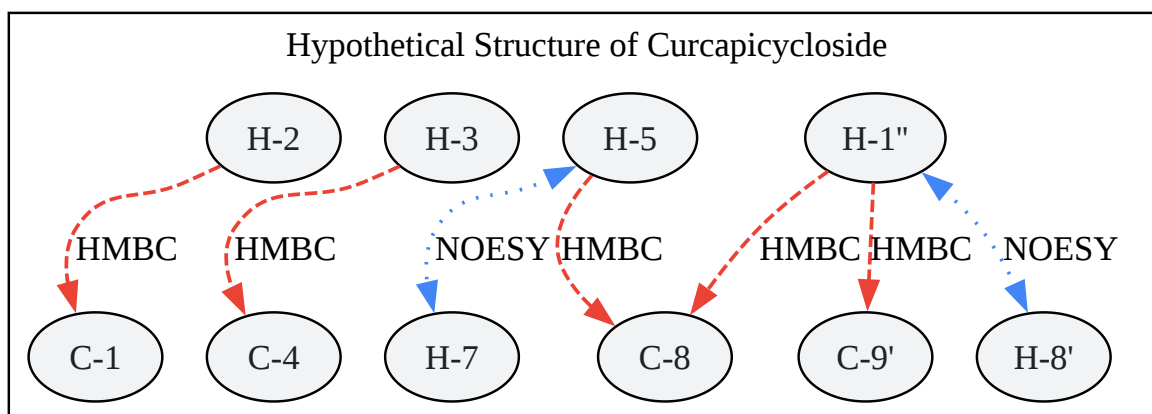 Hypothetical Structure of Curcapicycloside
H-2 H-3 H-5 H-1"
HMBC HMBC NOESY HMBC HMBC HMBC NOESY
C-1 C-4 H-7 C-8 C-9' H-8'